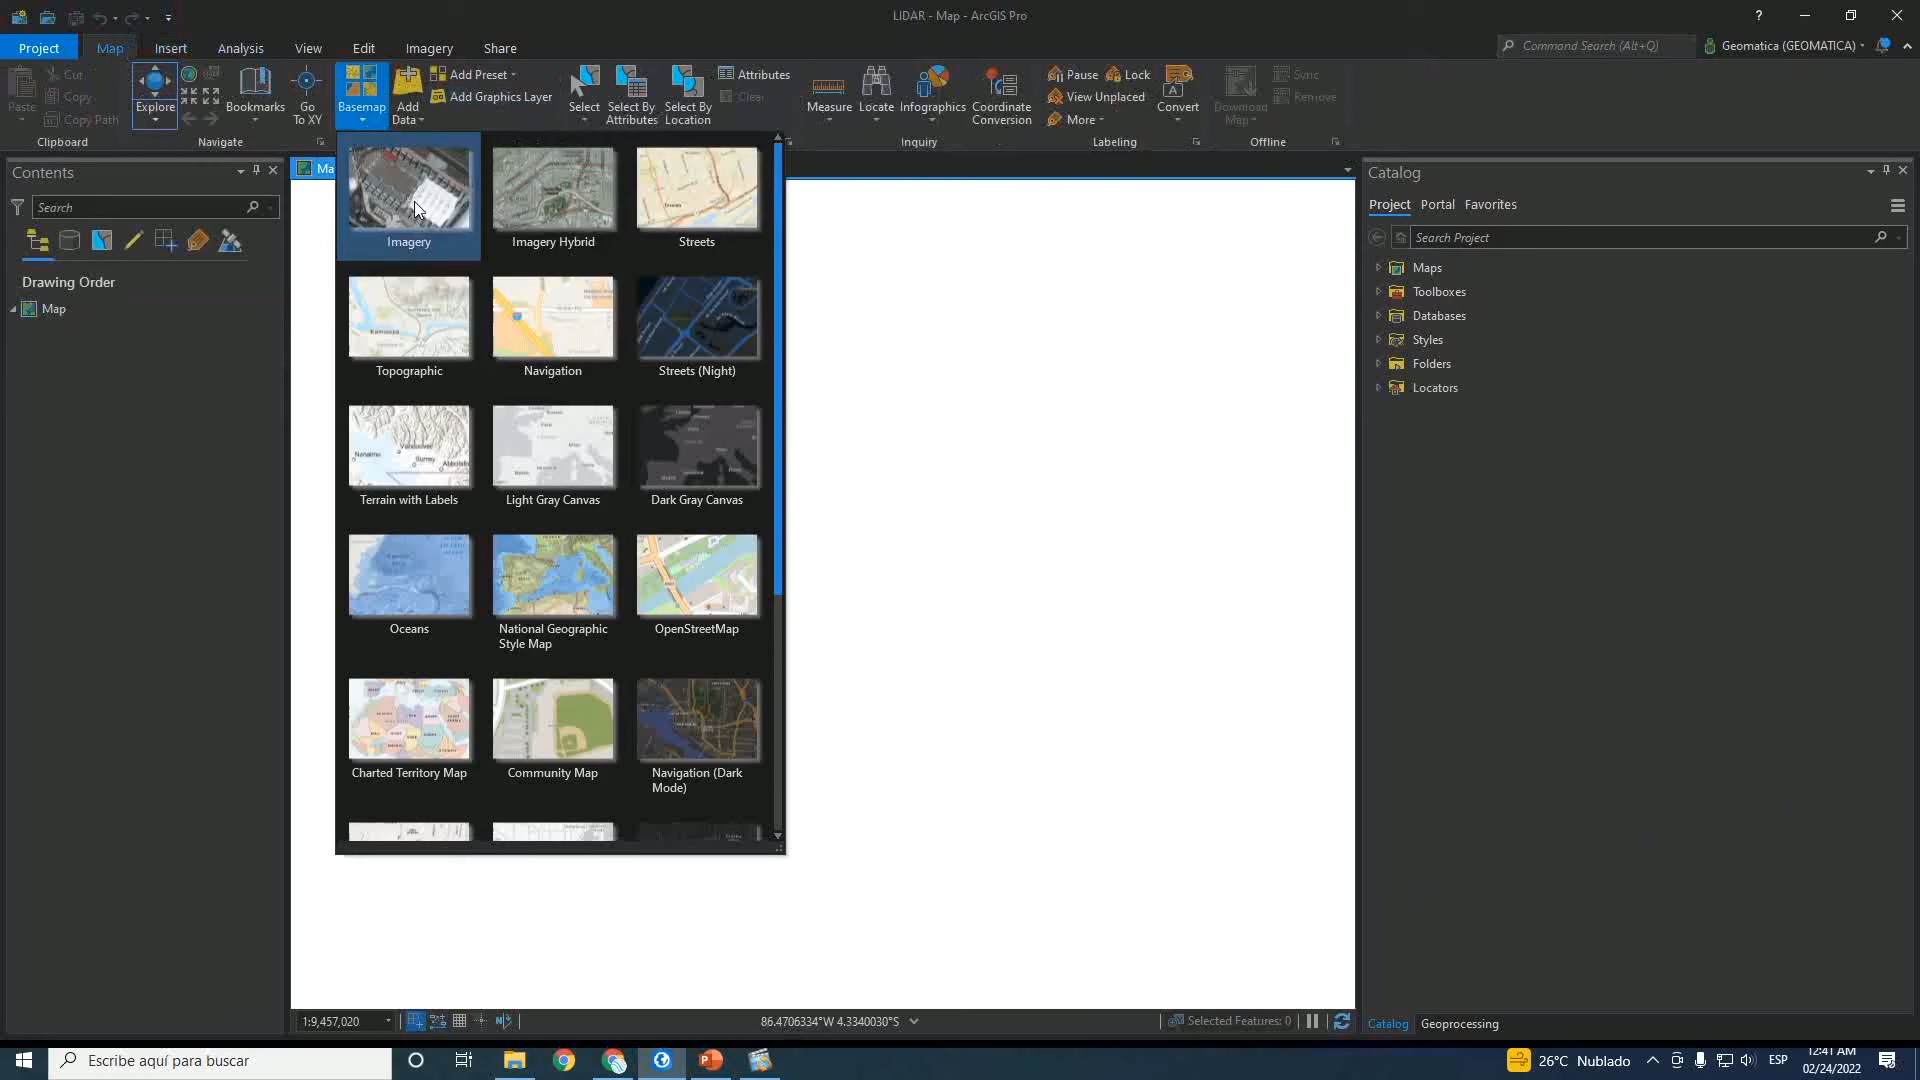 LIDAR - Map - ArcGIS Pro
?
Project
Map
Insert
Analysis
View
Edit
Imagery
Share
Command Search (Alt+Q)
Geomatica (GEOMATICA)
Paste
Cut
Copy
Copy Path
Clipboard
Explore
Bookmarks
Go
To XY
Navigate
Basemap
Add
Data
Add Preset
Add Graphics Layer
Select
Select By
Attributes
Select By
Location
Attributes
Clear
Measure
Locate
Infographics
Coordinate
Conversion
Inquiry
Pause
Lock
View Unplaced
More
Convert
Labeling
Download
Map
Sync
Remove
Offline
Contents
Search
Drawing Order
Map
Ma
Imagery
Imagery Hybrid
Streets
Topographic
Navigation
Streets (Night)
Terrain with Labels
Light Gray Canvas
Dark Gray Canvas
Oceans
National Geographic
Style Map
OpenStreetMap
Charted Territory Map
Community Map
Navigation (Dark
Mode)
Catalog
Project
Portal
Favorites
Search Project
Maps
Toolboxes
Databases
Styles
Folders
Locators
1:9,457,020
86.4706334°W 4.3340030°S
Selected Features: 0
Catalog
Geoprocessing
Escribe aquí para buscar
26°C Nublado
ESP
12:41 AM
02/24/2022